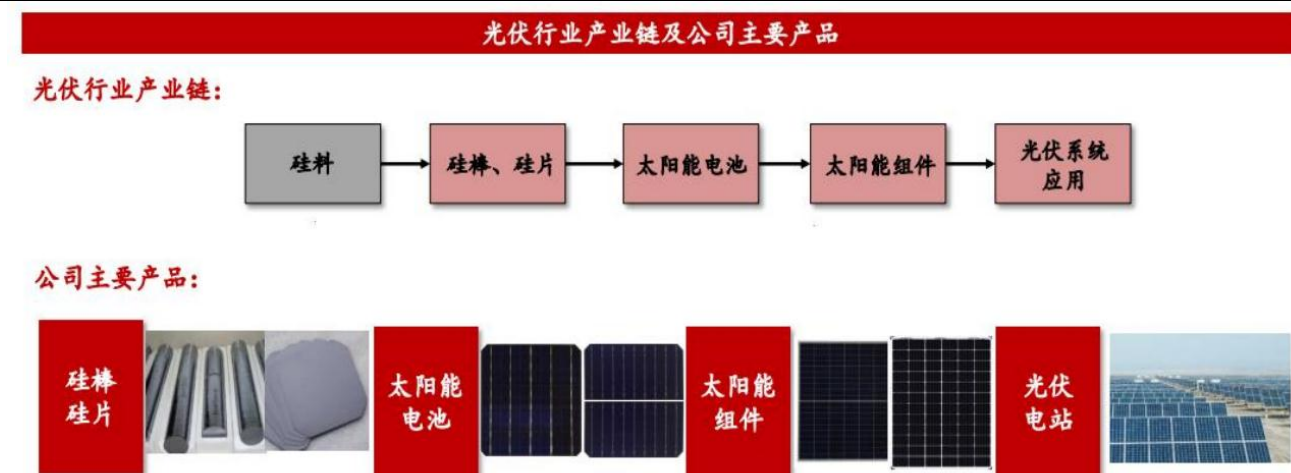 光伏行业产业链及公司主要产品
光伏行业产业链：
硅料
硅棒、硅片
太阳能电池
太阳能组件
光伏系统
应用
公司主要产品：
硅棒
硅片
太阳能
电池
太阳能
组件
光伏
电站